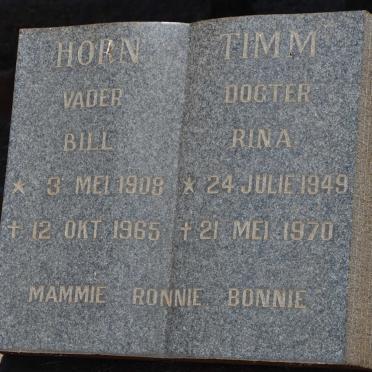 HORN
VADER
BILL
★ 3 MEI 1908
† 12 OKT 1965
TIMM
DOGTER
RINA
★ 24 JULIE 1949
† 21 MEI 1970
MAMMIE RONNIE BONNIE